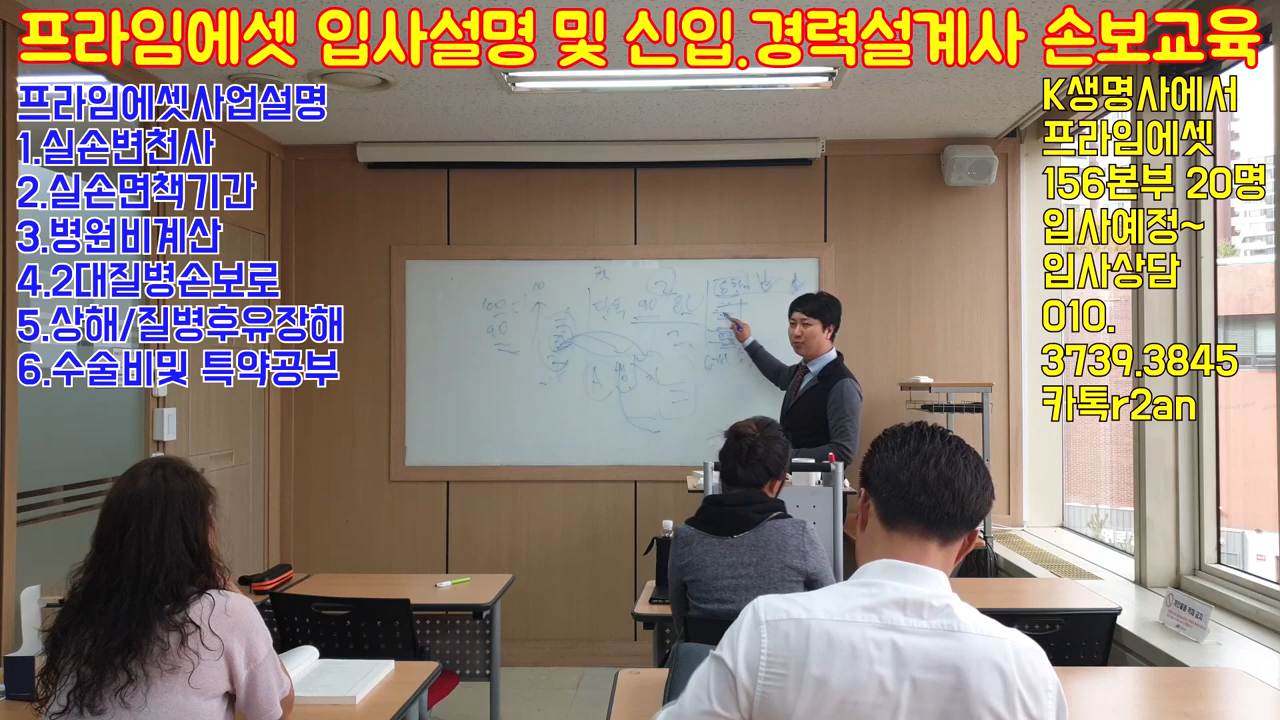 프라임에셋 입사설명 및 신입.경력설계사 손보교육
프라임에셋사업설명
1.실손변천사
2.실손면책기간
3.병원비계산
4.2대질병손보로
5.상해/질병후유장해
6.수술비및 특약공부
K생명사에서
프라임에셋
156본부 20명
입사예정~
입사상담
010.
3739.3845
카톡r2an
90
A